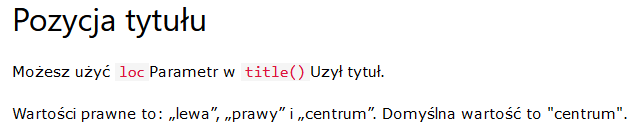 Pozycja tytułu
Możesz użyć loc Parametr w title() Uzył tytuł.
Wartości prawne to: „lewa”, „prawy” i „centrum”. Domyślna wartość to "centrum".